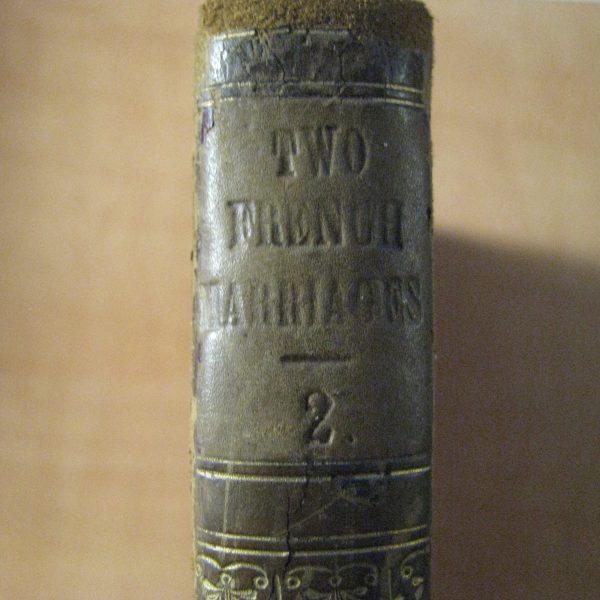 TWO
FRENCH
MARRIAGES
2.